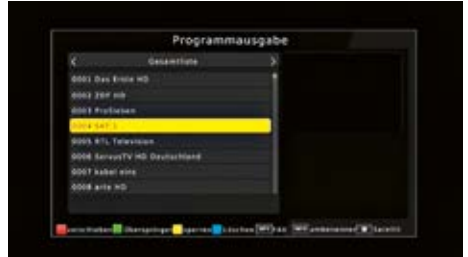 Programmausgabe
< Gesamtliste >
0001 Das Erste HD
0002 ZDF HD
0003 ProSieben
0004 SAT 1
0005 RTL Television
0006 ServusTV HD Deutschland
0007 kabel eins
0008 arte HD
verschieben Überspringen sperren Löschen umbenennen Satellit